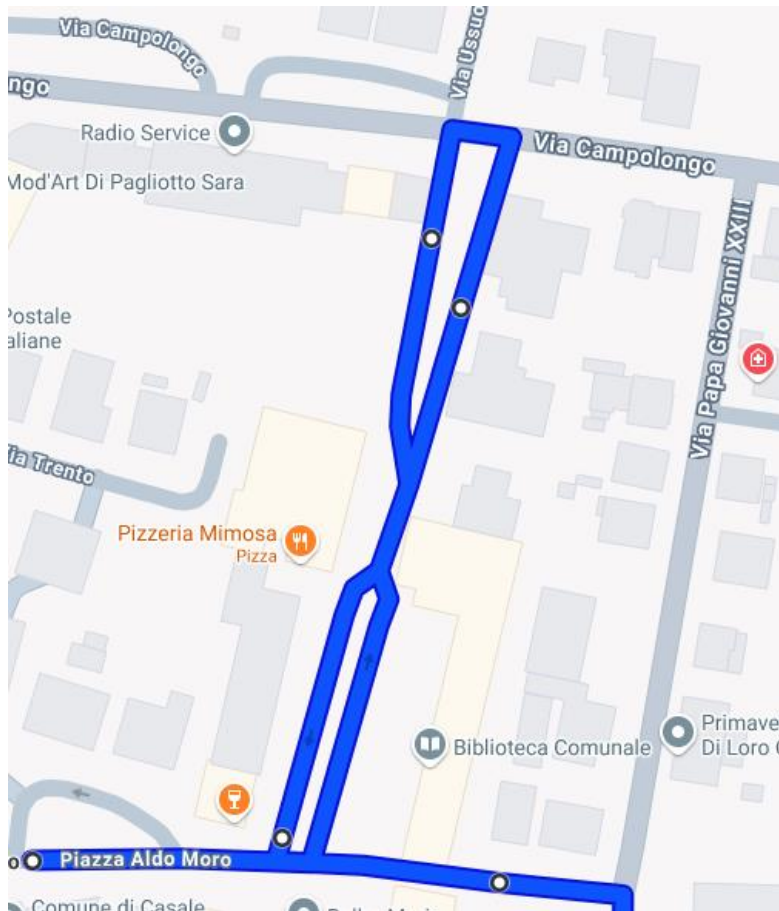 Via Campolongo
Via Ussuo
ngo
Radio Service
Via Campolongo
Mod'Art Di Pagliotto Sara
Via Papa Giovanni XXIII
Postale
aliane
ia Trento
Pizzeria Mimosa
Pizza
Biblioteca Comunale
Primave
Di Loro
o
Piazza Aldo Moro
Comune di Casale